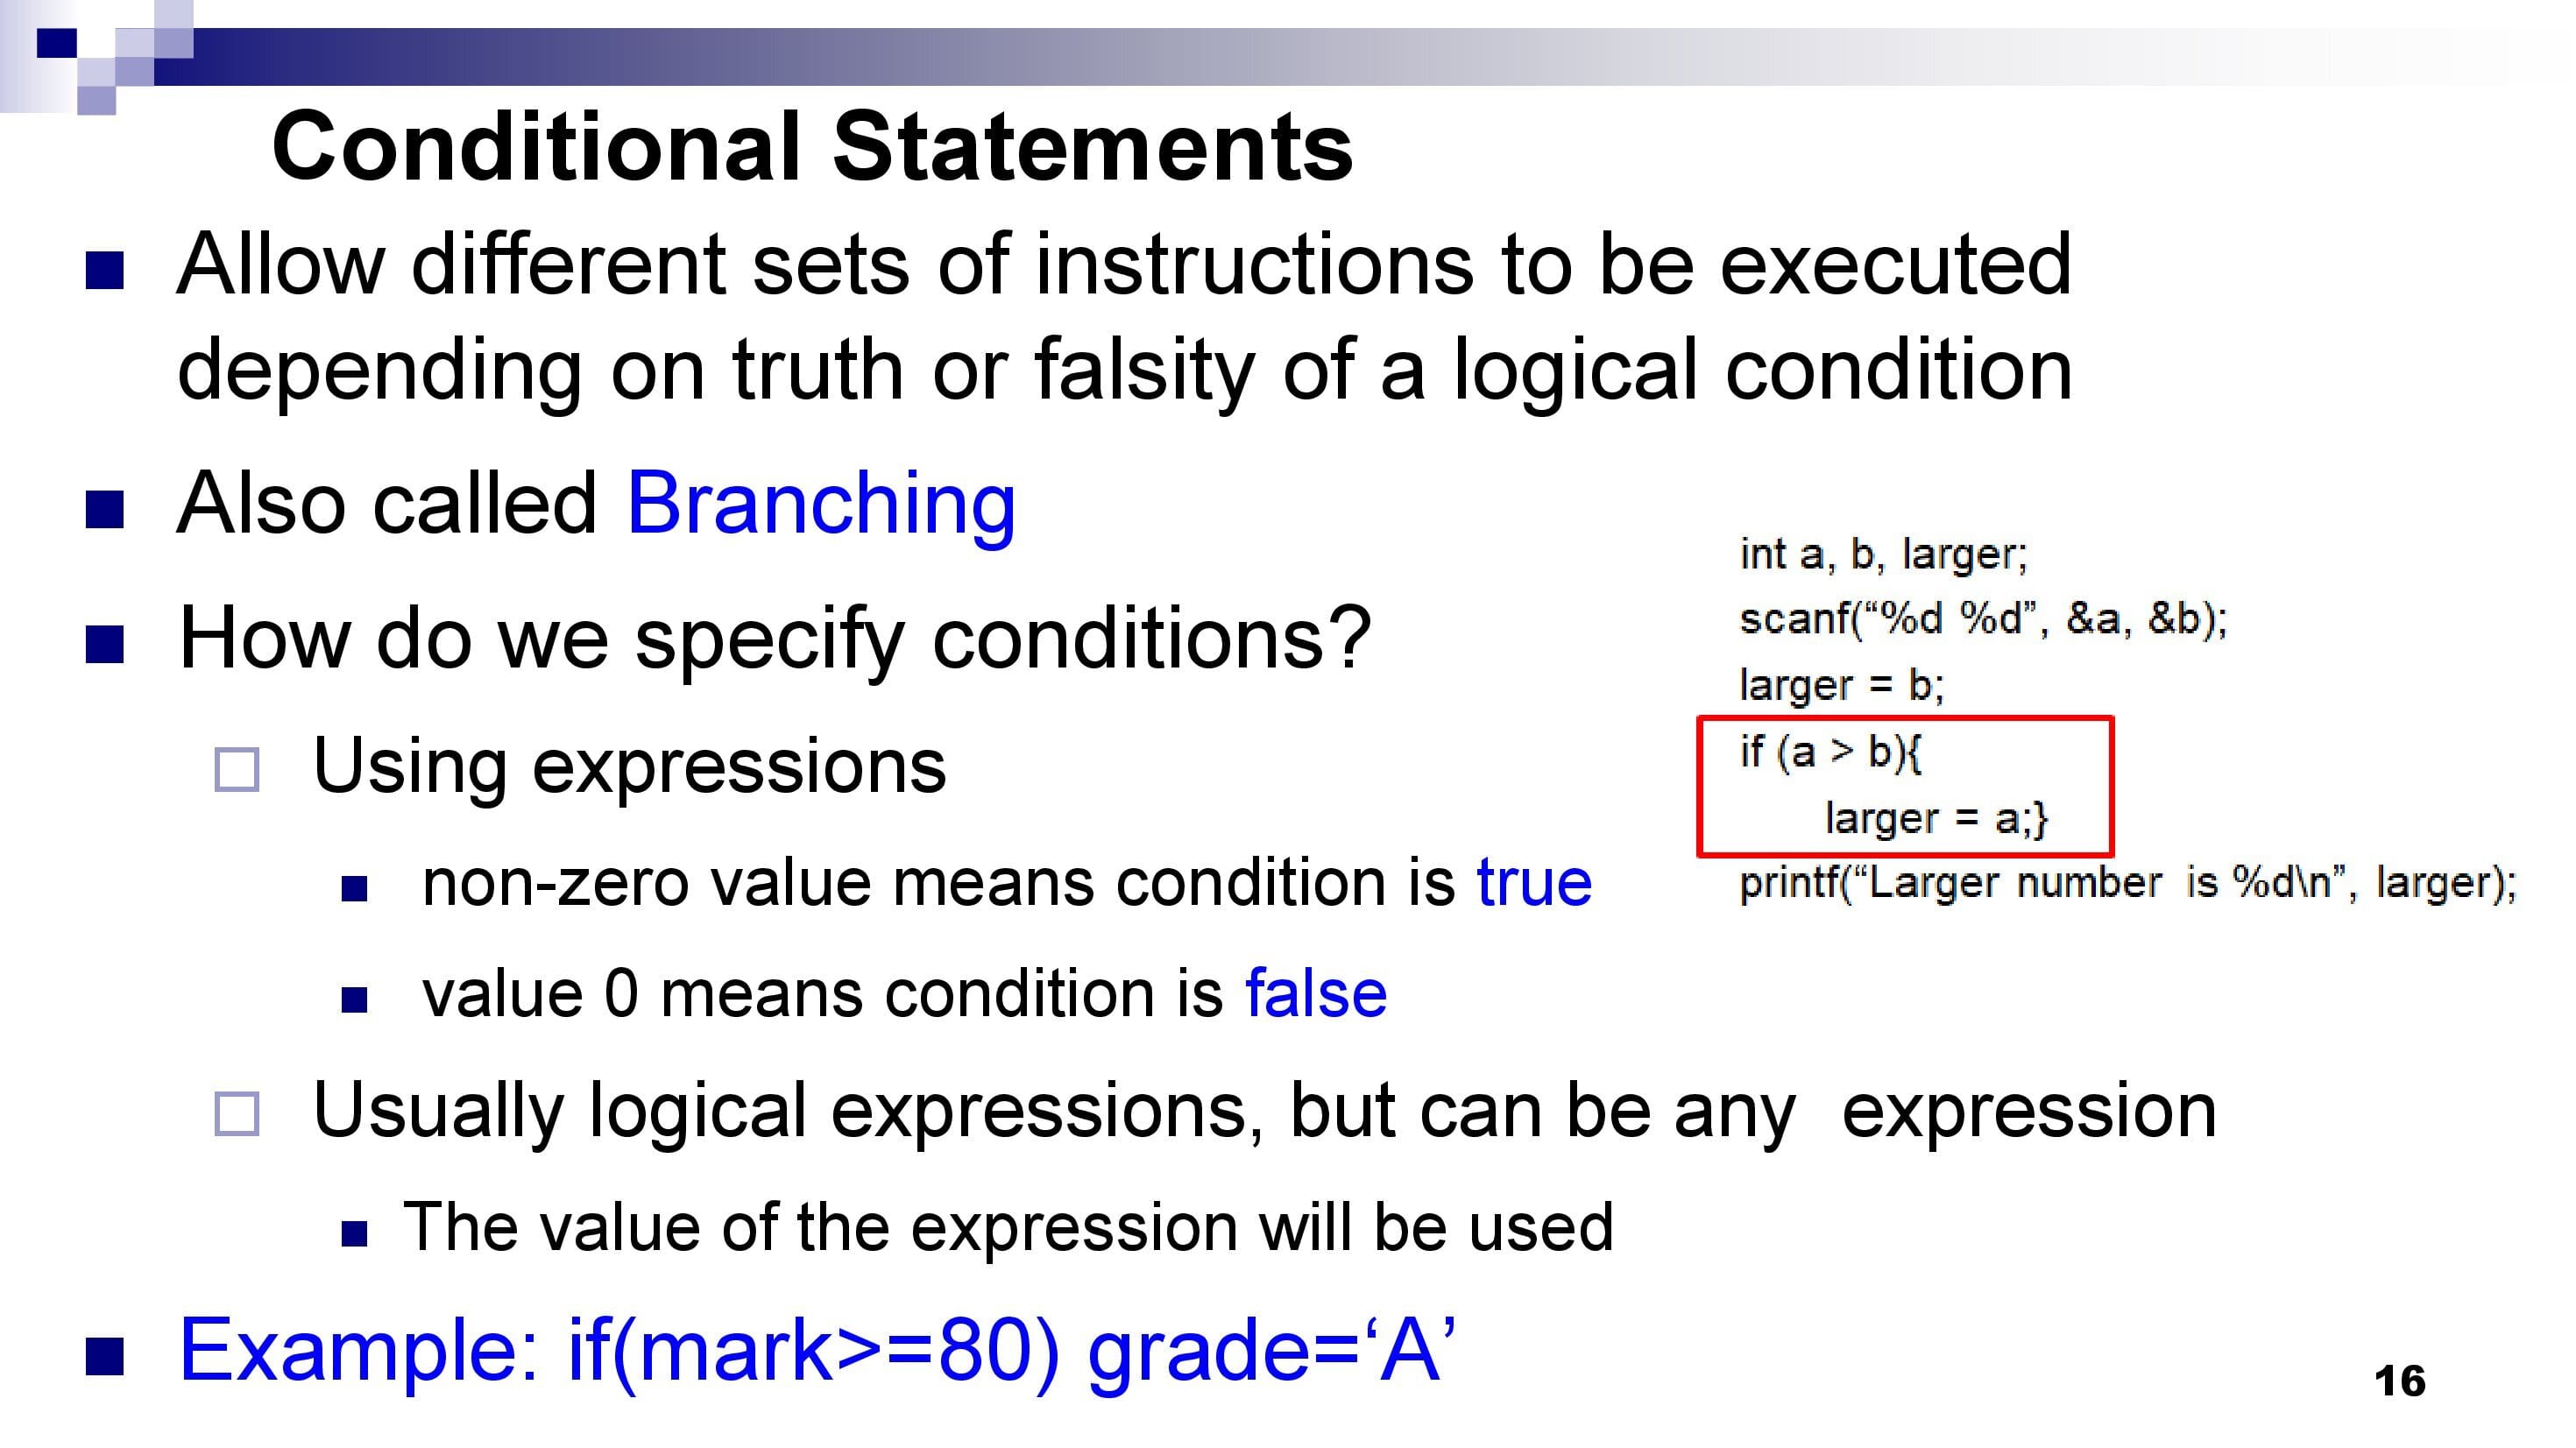 Conditional Statements
Allow different sets of instructions to be executed
depending on truth or falsity of a logical condition
Also called Branching
How do we specify conditions?
Using expressions
non-zero value means condition is true
value 0 means condition is false
Usually logical expressions, but can be any  expression
The value of the expression will be used
Example: if(mark>=80) grade=‘A’
int a, b, larger;
scanf(“%d %d”, &a, &b);
larger = b;
if (a > b){
larger = a;}
printf(“Larger number is %d\n”, larger);
16